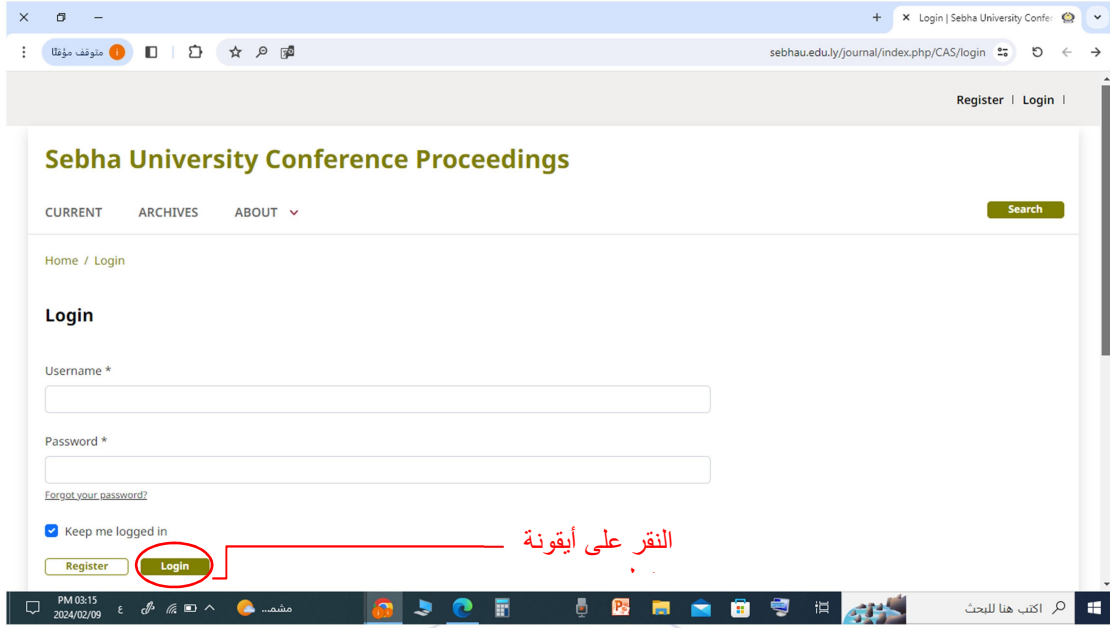 Login | Sebha University Confer
متوقف مؤقتًا
sebhau.edu.ly/journal/index.php/CAS/login
Register | Login |
Sebha University Conference Proceedings
CURRENT ARCHIVES ABOUT
Search
Home / Login
Login
Username *
Password *
Forgot your password?
Keep me logged in
النقر على أيقونة
Register Login
PM 03:15
2024/02/09
ع
مشم...
اكتب هنا للبحث